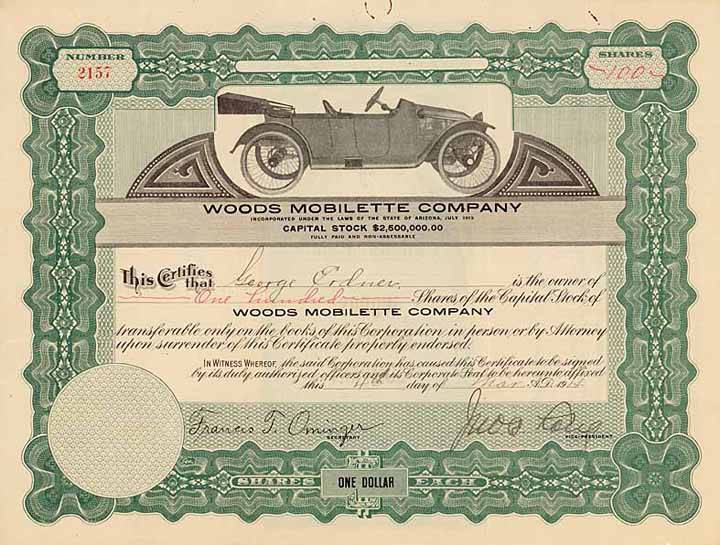 NUMBER
2157
SHARES
100
WOODS MOBILETTE COMPANY
INCORPORATED UNDER THE LAWS OF THE STATE OF ARIZONA, JULY 1913
CAPITAL STOCK $2,500,000.00
FULLY PAID AND NON-ASSESSABLE
This Certifies that George Erdner is the owner of
One hundred Shares of the Capital Stock of
WOODS MOBILETTE COMPANY
transferable only on the books of this Corporation in person or by Attorney
upon surrender of this Certificate properly endorsed.
IN WITNESS WHEREOF, the said Corporation has caused this Certificate to be signed
by its duly authorized officers and its Corporate Seal to be hereunto affixed
this 4th day of Mar A.D. 1914
Francis T.
SECRETARY
VICE-PRESIDENT
SHARES ONE DOLLAR EACH